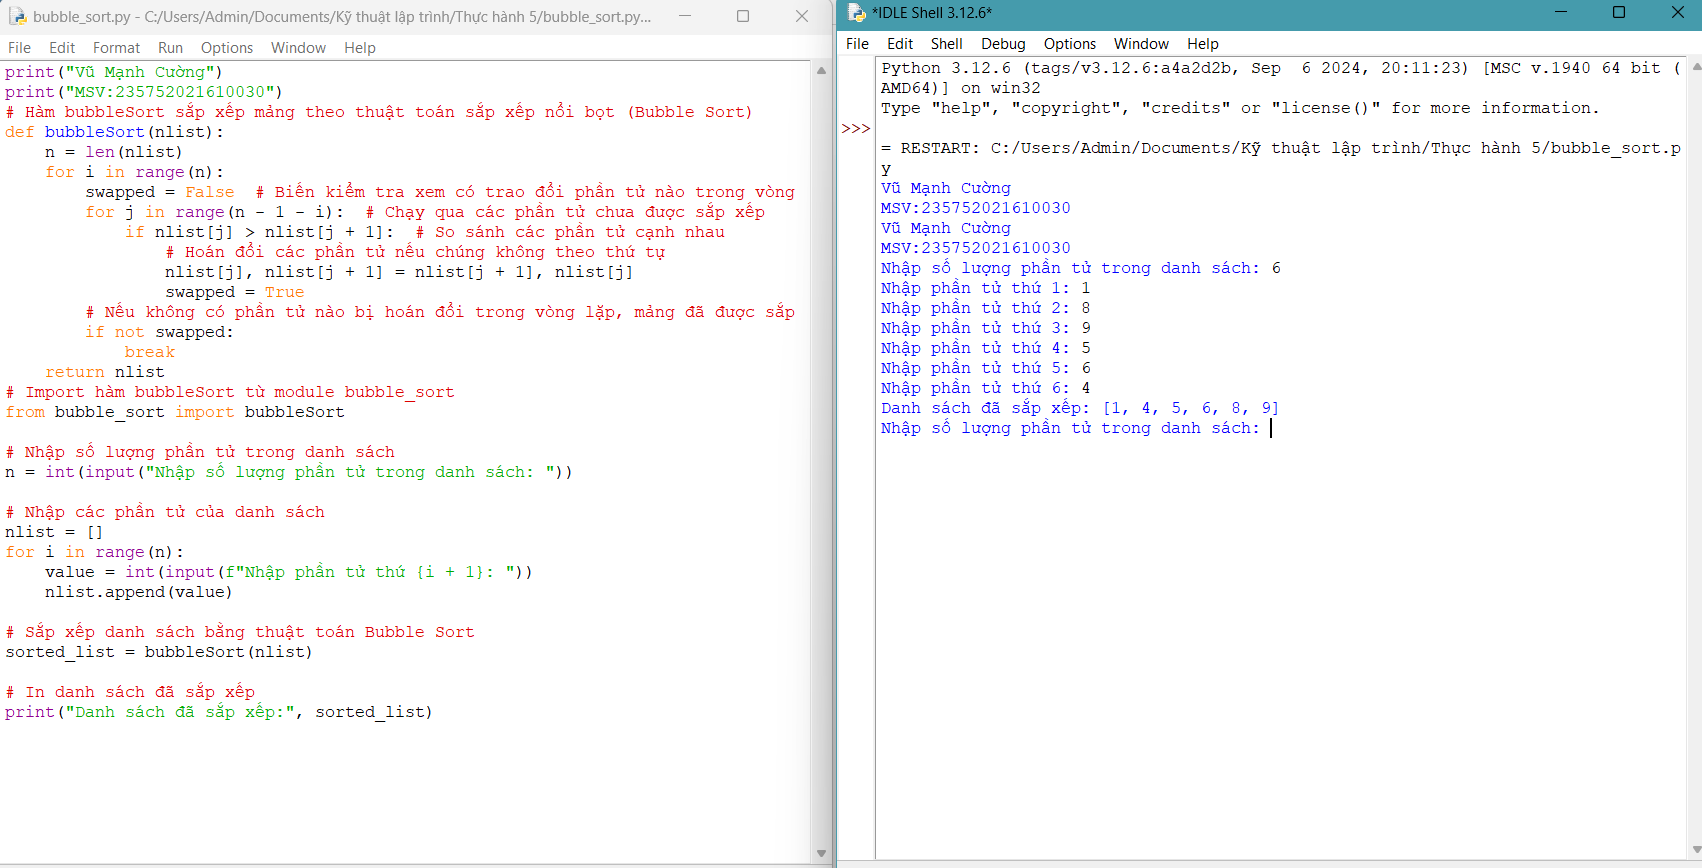 bubble_sort.py - C:/Users/Admin/Documents/Kỹ thuật lập trình/Thực hành 5/bubble_sort.py...
File Edit Format Run Options Window Help
print("Vũ Mạnh Cường")
print("MSV:235752021610030")
# Hàm bubbleSort sắp xếp mảng theo thuật toán sắp xếp nổi bọt (Bubble Sort)
def bubbleSort(nlist):
    n = len(nlist)
    for i in range(n):
        swapped = False  # Biến kiểm tra xem có trao đổi phần tử nào trong vòng
        for j in range(n - 1 - i):  # Chạy qua các phần tử chưa được sắp xếp
            if nlist[j] > nlist[j + 1]:  # So sánh các phần tử cạnh nhau
                # Hoán đổi các phần tử nếu chúng không theo thứ tự
                nlist[j], nlist[j + 1] = nlist[j + 1], nlist[j]
                swapped = True
        # Nếu không có phần tử nào bị hoán đổi trong vòng lặp, mảng đã được sắp
        if not swapped:
            break
    return nlist
# Import hàm bubbleSort từ module bubble_sort
from bubble_sort import bubbleSort
# Nhập số lượng phần tử trong danh sách
n = int(input("Nhập số lượng phần tử trong danh sách: "))
# Nhập các phần tử của danh sách
nlist = []
for i in range(n):
    value = int(input(f"Nhập phần tử thứ {i + 1}: "))
    nlist.append(value)
# Sắp xếp danh sách bằng thuật toán Bubble Sort
sorted_list = bubbleSort(nlist)
# In danh sách đã sắp xếp
print("Danh sách đã sắp xếp:", sorted_list)
*IDLE Shell 3.12.6*
File Edit Shell Debug Options Window Help
Python 3.12.6 (tags/v3.12.6:a4a2d2b, Sep  6 2024, 20:11:23) [MSC v.1940 64 bit (
AMD64)] on win32
Type "help", "copyright", "credits" or "license()" for more information.
>>>
= RESTART: C:/Users/Admin/Documents/Kỹ thuật lập trình/Thực hành 5/bubble_sort.p
y
Vũ Mạnh Cường
MSV:235752021610030
Vũ Mạnh Cường
MSV:235752021610030
Nhập số lượng phần tử trong danh sách: 6
Nhập phần tử thứ 1: 1
Nhập phần tử thứ 2: 8
Nhập phần tử thứ 3: 9
Nhập phần tử thứ 4: 5
Nhập phần tử thứ 5: 6
Nhập phần tử thứ 6: 4
Danh sách đã sắp xếp: [1, 4, 5, 6, 8, 9]
Nhập số lượng phần tử trong danh sách: